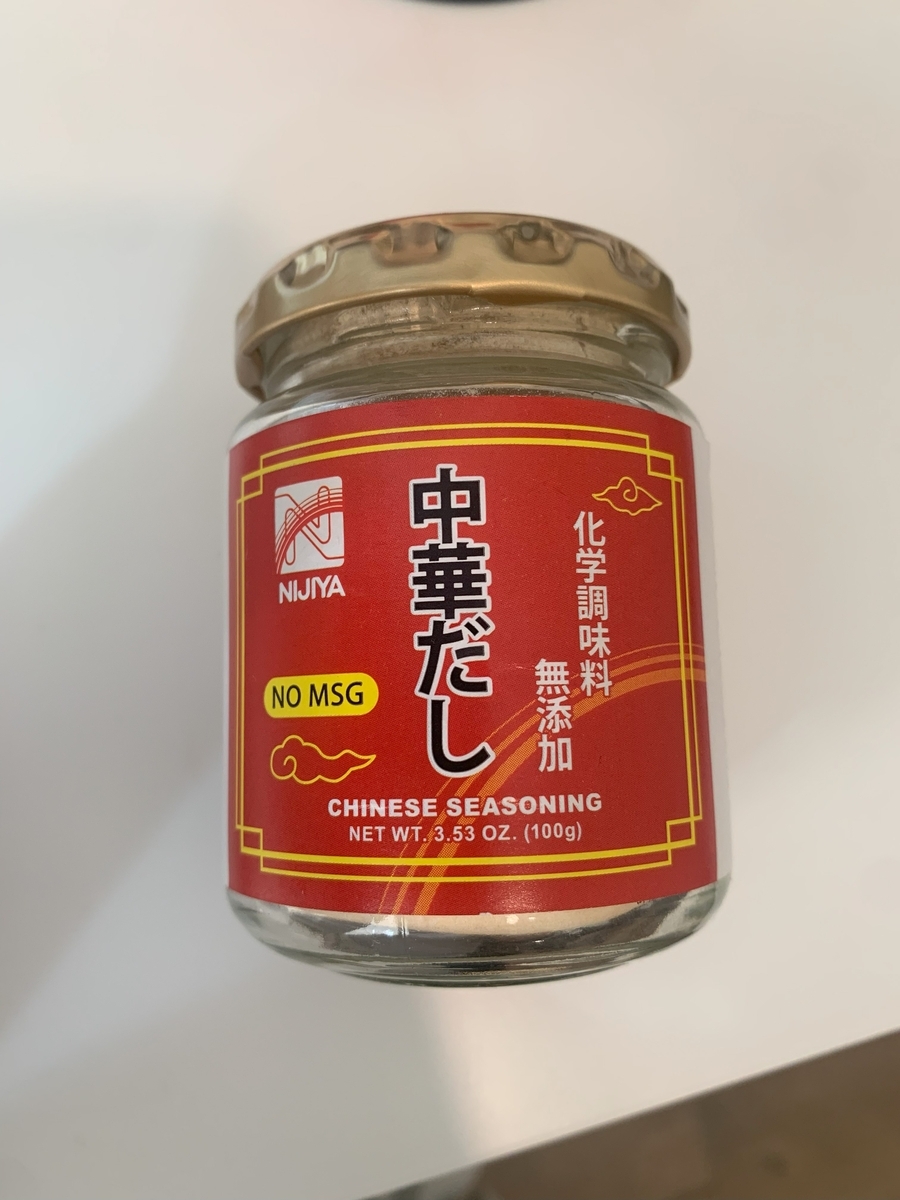 NIJIYA
中華だし
化学調味料
無添加
NO MSG
CHINESE SEASONING
NET WT. 3.53 OZ. (100g)